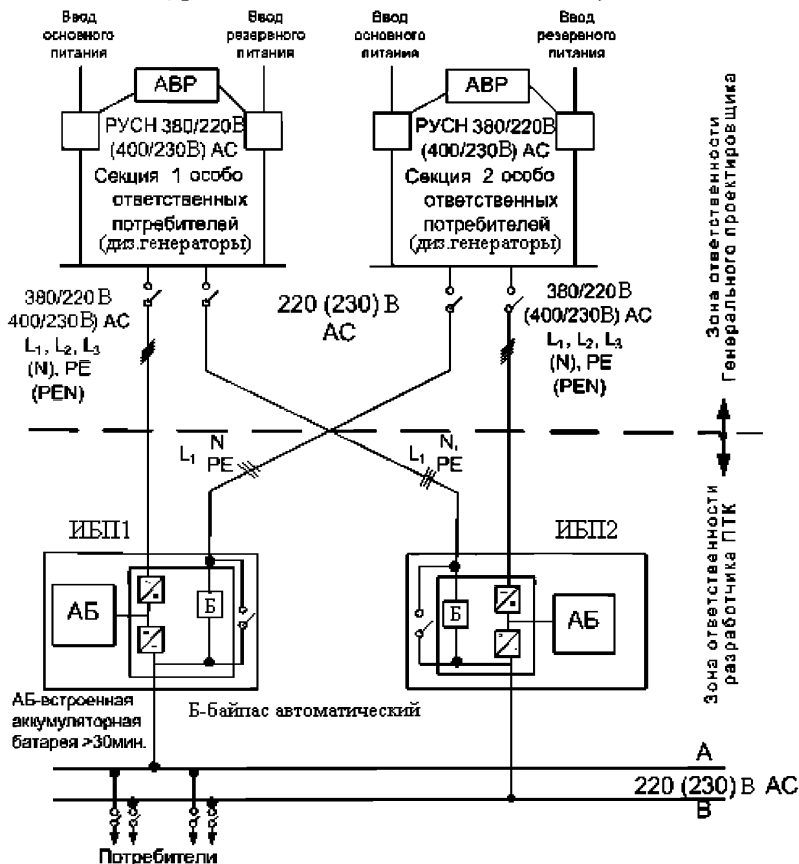 Ввод
основного
питания
Ввод
резервного
питания
Ввод
основного
питания
Ввод
резервного
питания
АВР
АВР
РУСН 380/220В
(400/230В) АС
Секция 1 особо
ответственных
потребителей
(диз.генераторы)
РУСН 380/220В
(400/230В) АС
Секция 2 особо
ответственных
потребителей
(диз.генераторы)
Зона ответственности
Генерального проектировщика
380/220В
400/230В) АС
L1, L2, L3
(N), PE
(PEN)
220 (230) В
АС
380/220В
(400/230В) АС
L1, L2, L3
(N), PE
(PEN)
L1
N
PE
L1
N,
PE
Зона ответственности
разработчика ПТК
ИБП1
ИБП2
АБ
Б
Б
АБ
АБ-встроенная
аккумуляторная
батарея >30мин.
Б-байпас автоматический
А
220 (230) В АС
В
Потребители